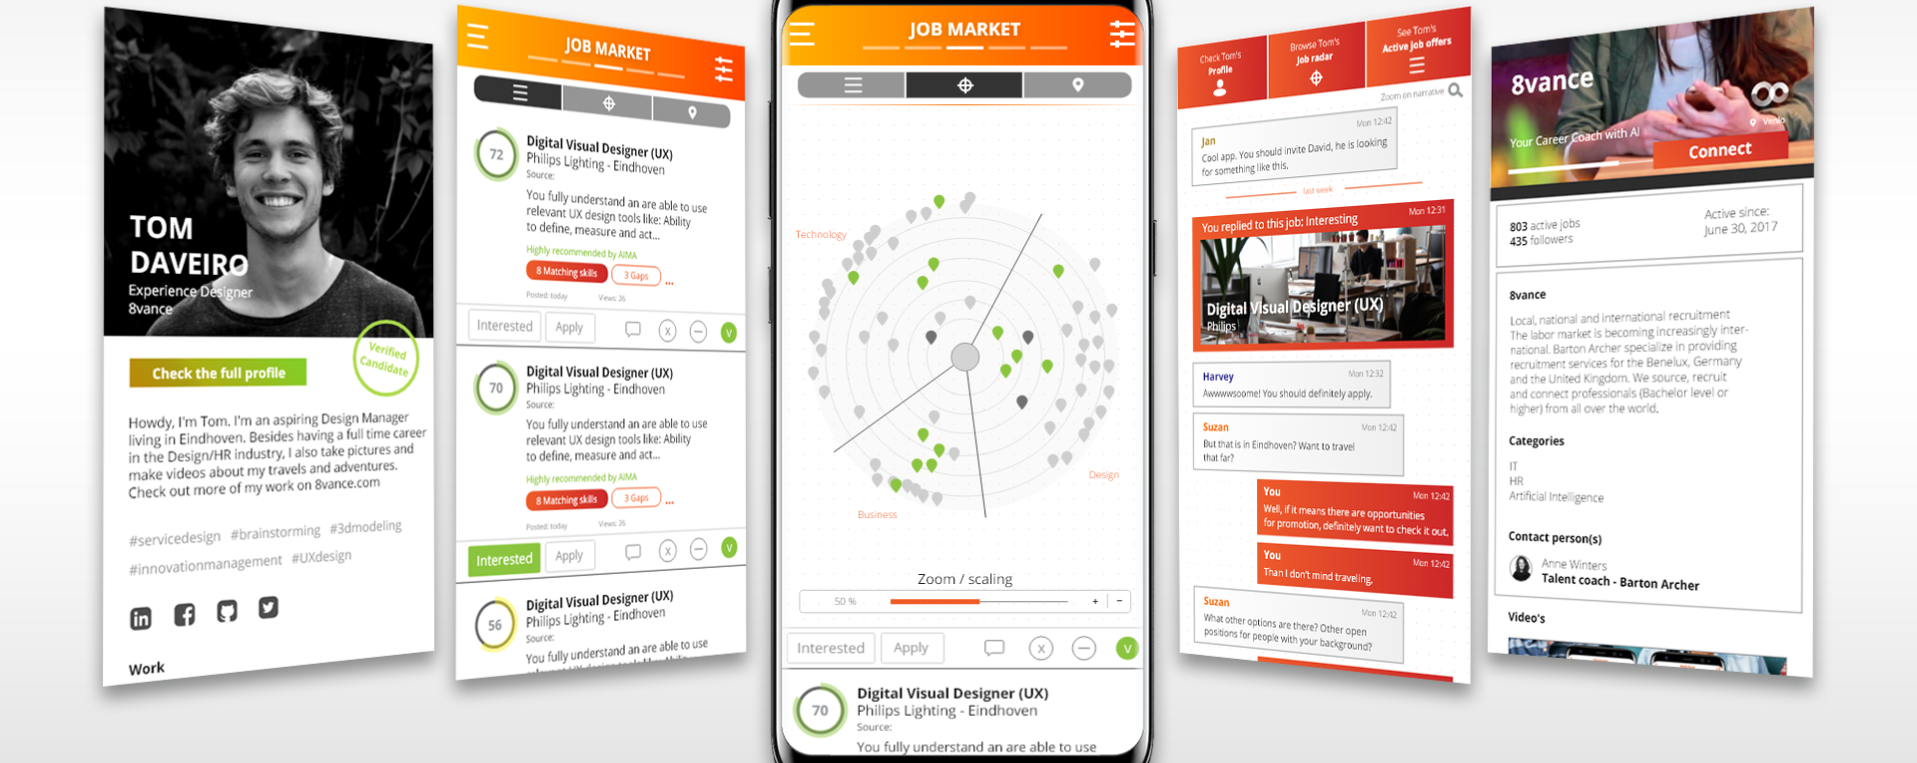 TOM
DAVEIRO
Experience Designer
8vance
Verified
Candidate
Check the full profile
Howdy, I'm Tom. I'm an aspiring Design Manager
living in Eindhoven. Besides having a full time career
in the Design/HR industry, I also take pictures and
make videos about my travels and adventures.
Check out more of my work on 8vance.com
#servicedesign #brainstorming #3dmodeling
#innovationmanagement #UXdesign
Work
JOB MARKET
72
Digital Visual Designer (UX)
Philips Lighting - Eindhoven
Source:
You fully understand an are able to use
relevant UX design tools like: Ability
to define, measure and act...
Highly recommended by AIMA
8 Matching skills
3 Gaps
...
Posted: today
Views: 26
Interested
Apply
X
V
70
Digital Visual Designer (UX)
Philips Lighting - Eindhoven
Source:
You fully understand an are able to use
relevant UX design tools like: Ability
to define, measure and act...
Highly recommended by AIMA
8 Matching skills
3 Gaps
...
Posted: today
Views: 26
Interested
Apply
X
V
56
Digital Visual Designer (UX)
Philips Lighting - Eindhoven
Source:
You fully understand an are able to use
JOB MARKET
Technology
Design
Business
Zoom / scaling
50 %
+
-
Interested
Apply
X
V
70
Digital Visual Designer (UX)
Philips Lighting - Eindhoven
Source:
You fully understand an are able to use
Check Tom's
Profile
Browse Tom's
Job radar
See Tom's
Active job offers
Zoom on narrative
Jan
Mon 12:42
Cool app. You should invite David, he is looking
for something like this.
last week
You replied to this job: Interesting
Mon 12:31
Digital Visual Designer (UX)
Philips
Harvey
Mon 12:32
Awwwwsoome! You should definitely apply.
Suzan
Mon 12:42
But that is in Eindhoven? Want to travel
that far?
You
Mon 12:42
Well, if it means there are opportunities
for promotion, definitely want to check it out.
You
Mon 12:42
Than I don't mind traveling.
Suzan
Mon 12:42
What other options are there? Other open
positions for people with your background?
8vance
Your Career Coach with AI
Venlo
Connect
803 active jobs
435 followers
Active since:
June 30, 2017
8vance
Local, national and international recruitment
The labor market is becoming increasingly inter-
national. Barton Archer specialize in providing
recruitment services for the Benelux, Germany
and the United Kingdom. We source, recruit
and connect professionals (Bachelor level or
higher) from all over the world.
Categories
IT
HR
Artificial Intelligence
Contact person(s)
Anne Winters
Talent coach - Barton Archer
Video's